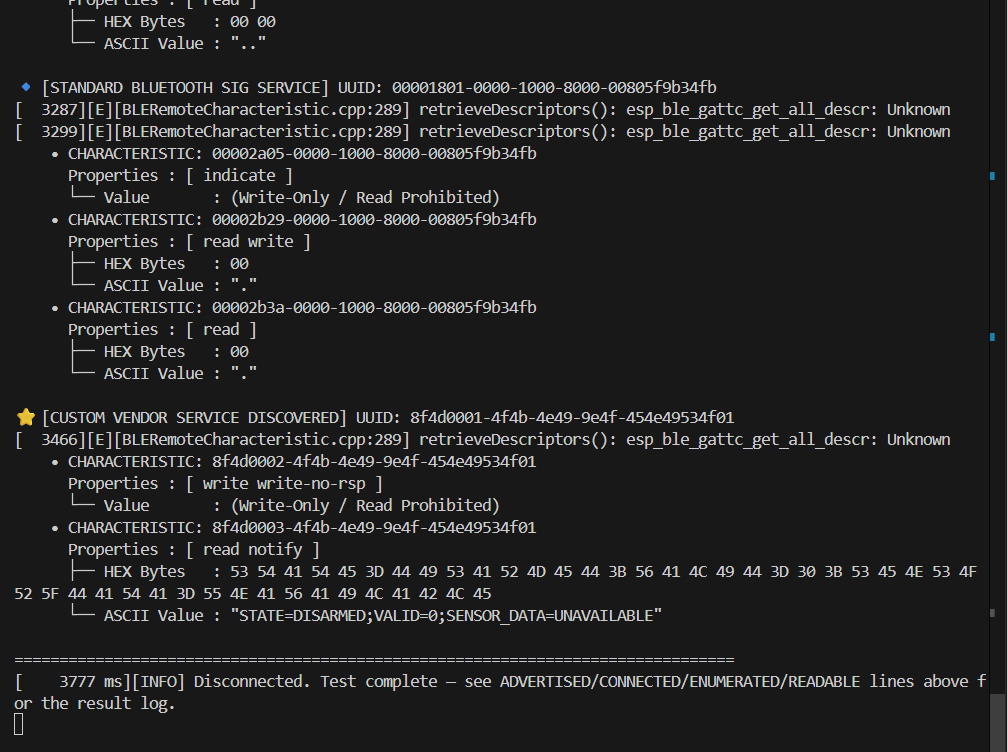 Properties : [ read ]
├── HEX Bytes   : 00 00
└── ASCII Value : ".."

🔹 [STANDARD BLUETOOTH SIG SERVICE] UUID: 00001801-0000-1000-8000-00805f9b34fb
[  3287][E][BLERemoteCharacteristic.cpp:289] retrieveDescriptors(): esp_ble_gattc_get_all_descr: Unknown
[  3299][E][BLERemoteCharacteristic.cpp:289] retrieveDescriptors(): esp_ble_gattc_get_all_descr: Unknown
• CHARACTERISTIC: 00002a05-0000-1000-8000-00805f9b34fb
Properties : [ indicate ]
└── Value       : (Write-Only / Read Prohibited)
• CHARACTERISTIC: 00002b29-0000-1000-8000-00805f9b34fb
Properties : [ read write ]
├── HEX Bytes   : 00
└── ASCII Value : "."
• CHARACTERISTIC: 00002b3a-0000-1000-8000-00805f9b34fb
Properties : [ read ]
├── HEX Bytes   : 00
└── ASCII Value : "."

⭐ [CUSTOM VENDOR SERVICE DISCOVERED] UUID: 8f4d0001-4f4b-4e49-9e4f-454e49534f01
[  3466][E][BLERemoteCharacteristic.cpp:289] retrieveDescriptors(): esp_ble_gattc_get_all_descr: Unknown
• CHARACTERISTIC: 8f4d0002-4f4b-4e49-9e4f-454e49534f01
Properties : [ write write-no-rsp ]
└── Value       : (Write-Only / Read Prohibited)
• CHARACTERISTIC: 8f4d0003-4f4b-4e49-9e4f-454e49534f01
Properties : [ read notify ]
├── HEX Bytes   : 53 54 41 54 45 3D 44 49 53 41 52 4D 45 44 3B 56 41 4C 49 44 3D 30 3B 53 45 4E 53 4F
52 5F 44 41 54 41 3D 55 4E 41 56 41 49 4C 41 42 4C 45
└── ASCII Value : "STATE=DISARMED;VALID=0;SENSOR_DATA=UNAVAILABLE"

================================================================================
[    3777 ms][INFO] Disconnected. Test complete — see ADVERTISED/CONNECTED/ENUMERATED/READABLE lines above f
or the result log.